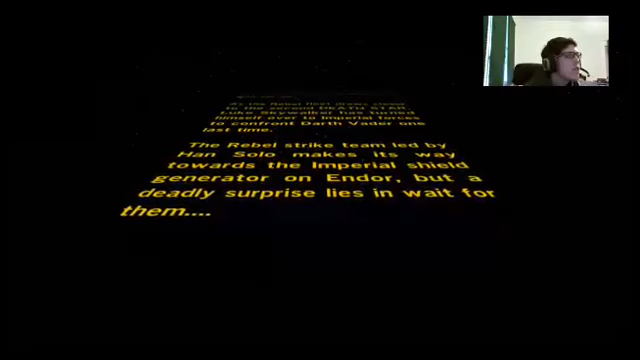 As the Rebel fleet draws closer
to the second DEATH STAR,
Luke Skywalker has turned
himself over to Imperial forces
to confront Darth Vader one
last time.
The Rebel strike team led by
Han Solo makes its way
towards the Imperial shield
generator on Endor, but a
deadly surprise lies in wait for
them....